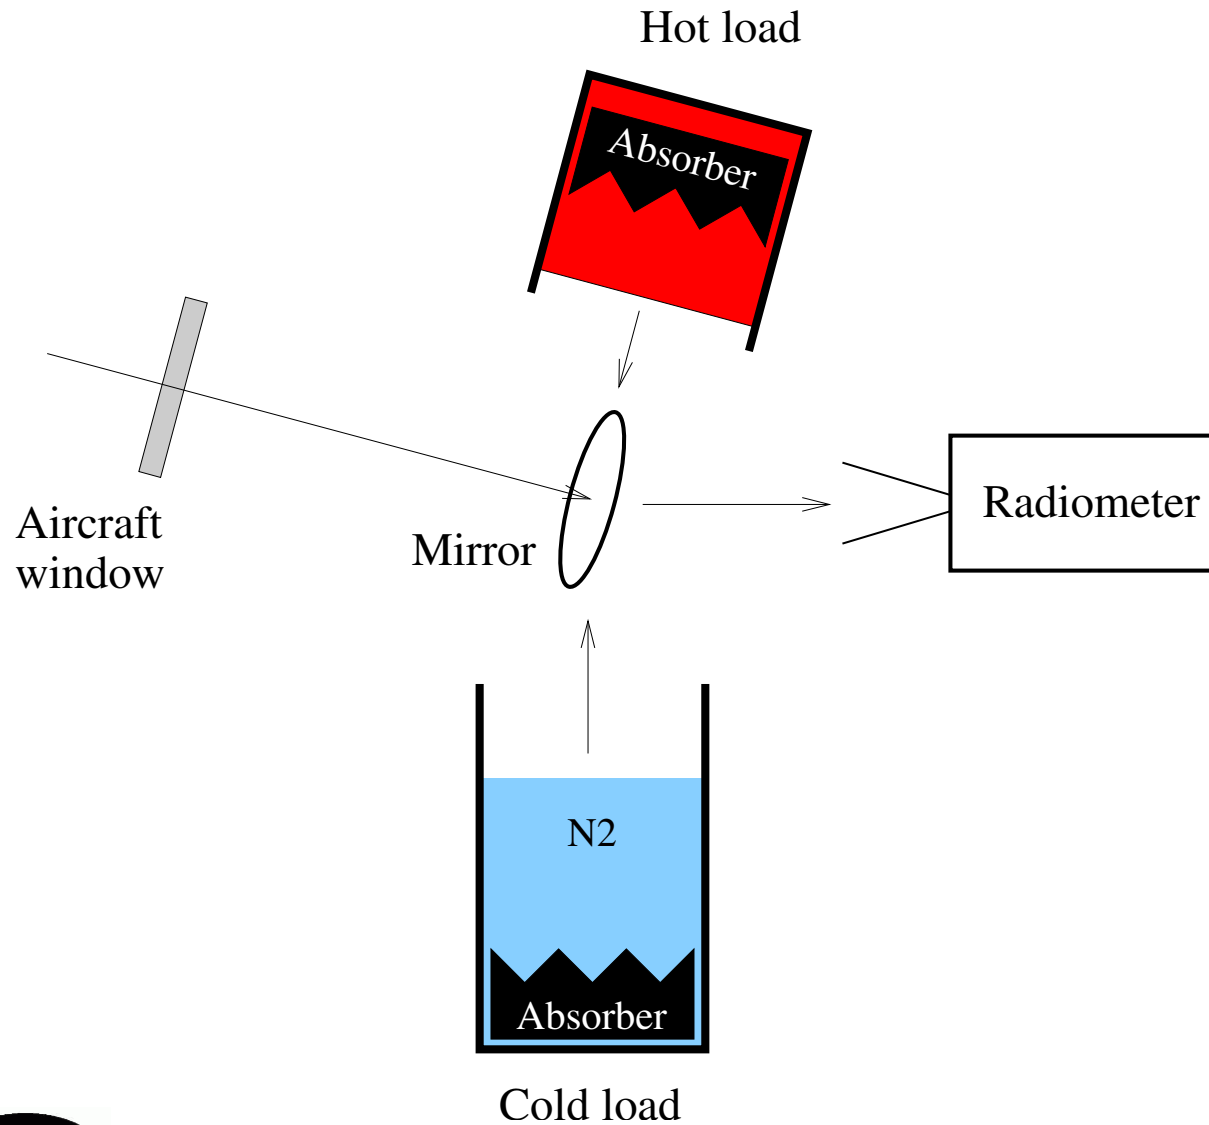 Hot load
Absorber
Aircraft
window
Mirror
Radiometer
N2
Absorber
Cold load